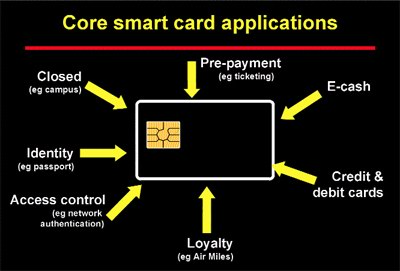 Core smart card applications
Pre-payment
(eg ticketing)
Closed
(eg campus)
E-cash
Identity
(eg passport)
Credit &
debit cards
Access control
(eg network
authentication)
Loyalty
(eg Air Miles)